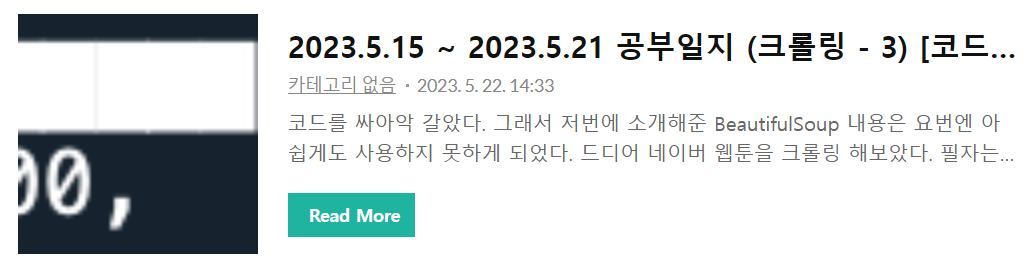 2023.5.15 ~ 2023.5.21 공부일지 (크롤링 - 3) [코드...
카테고리 없음 · 2023. 5. 22. 14:33
코드를 싸아악 갈았다. 그래서 저번에 소개해준 BeautifulSoup 내용은 요번엔 아
쉽게도 사용하지 못하게 되었다. 드디어 네이버 웹툰을 크롤링 해보았다. 필자는...
00,
Read More